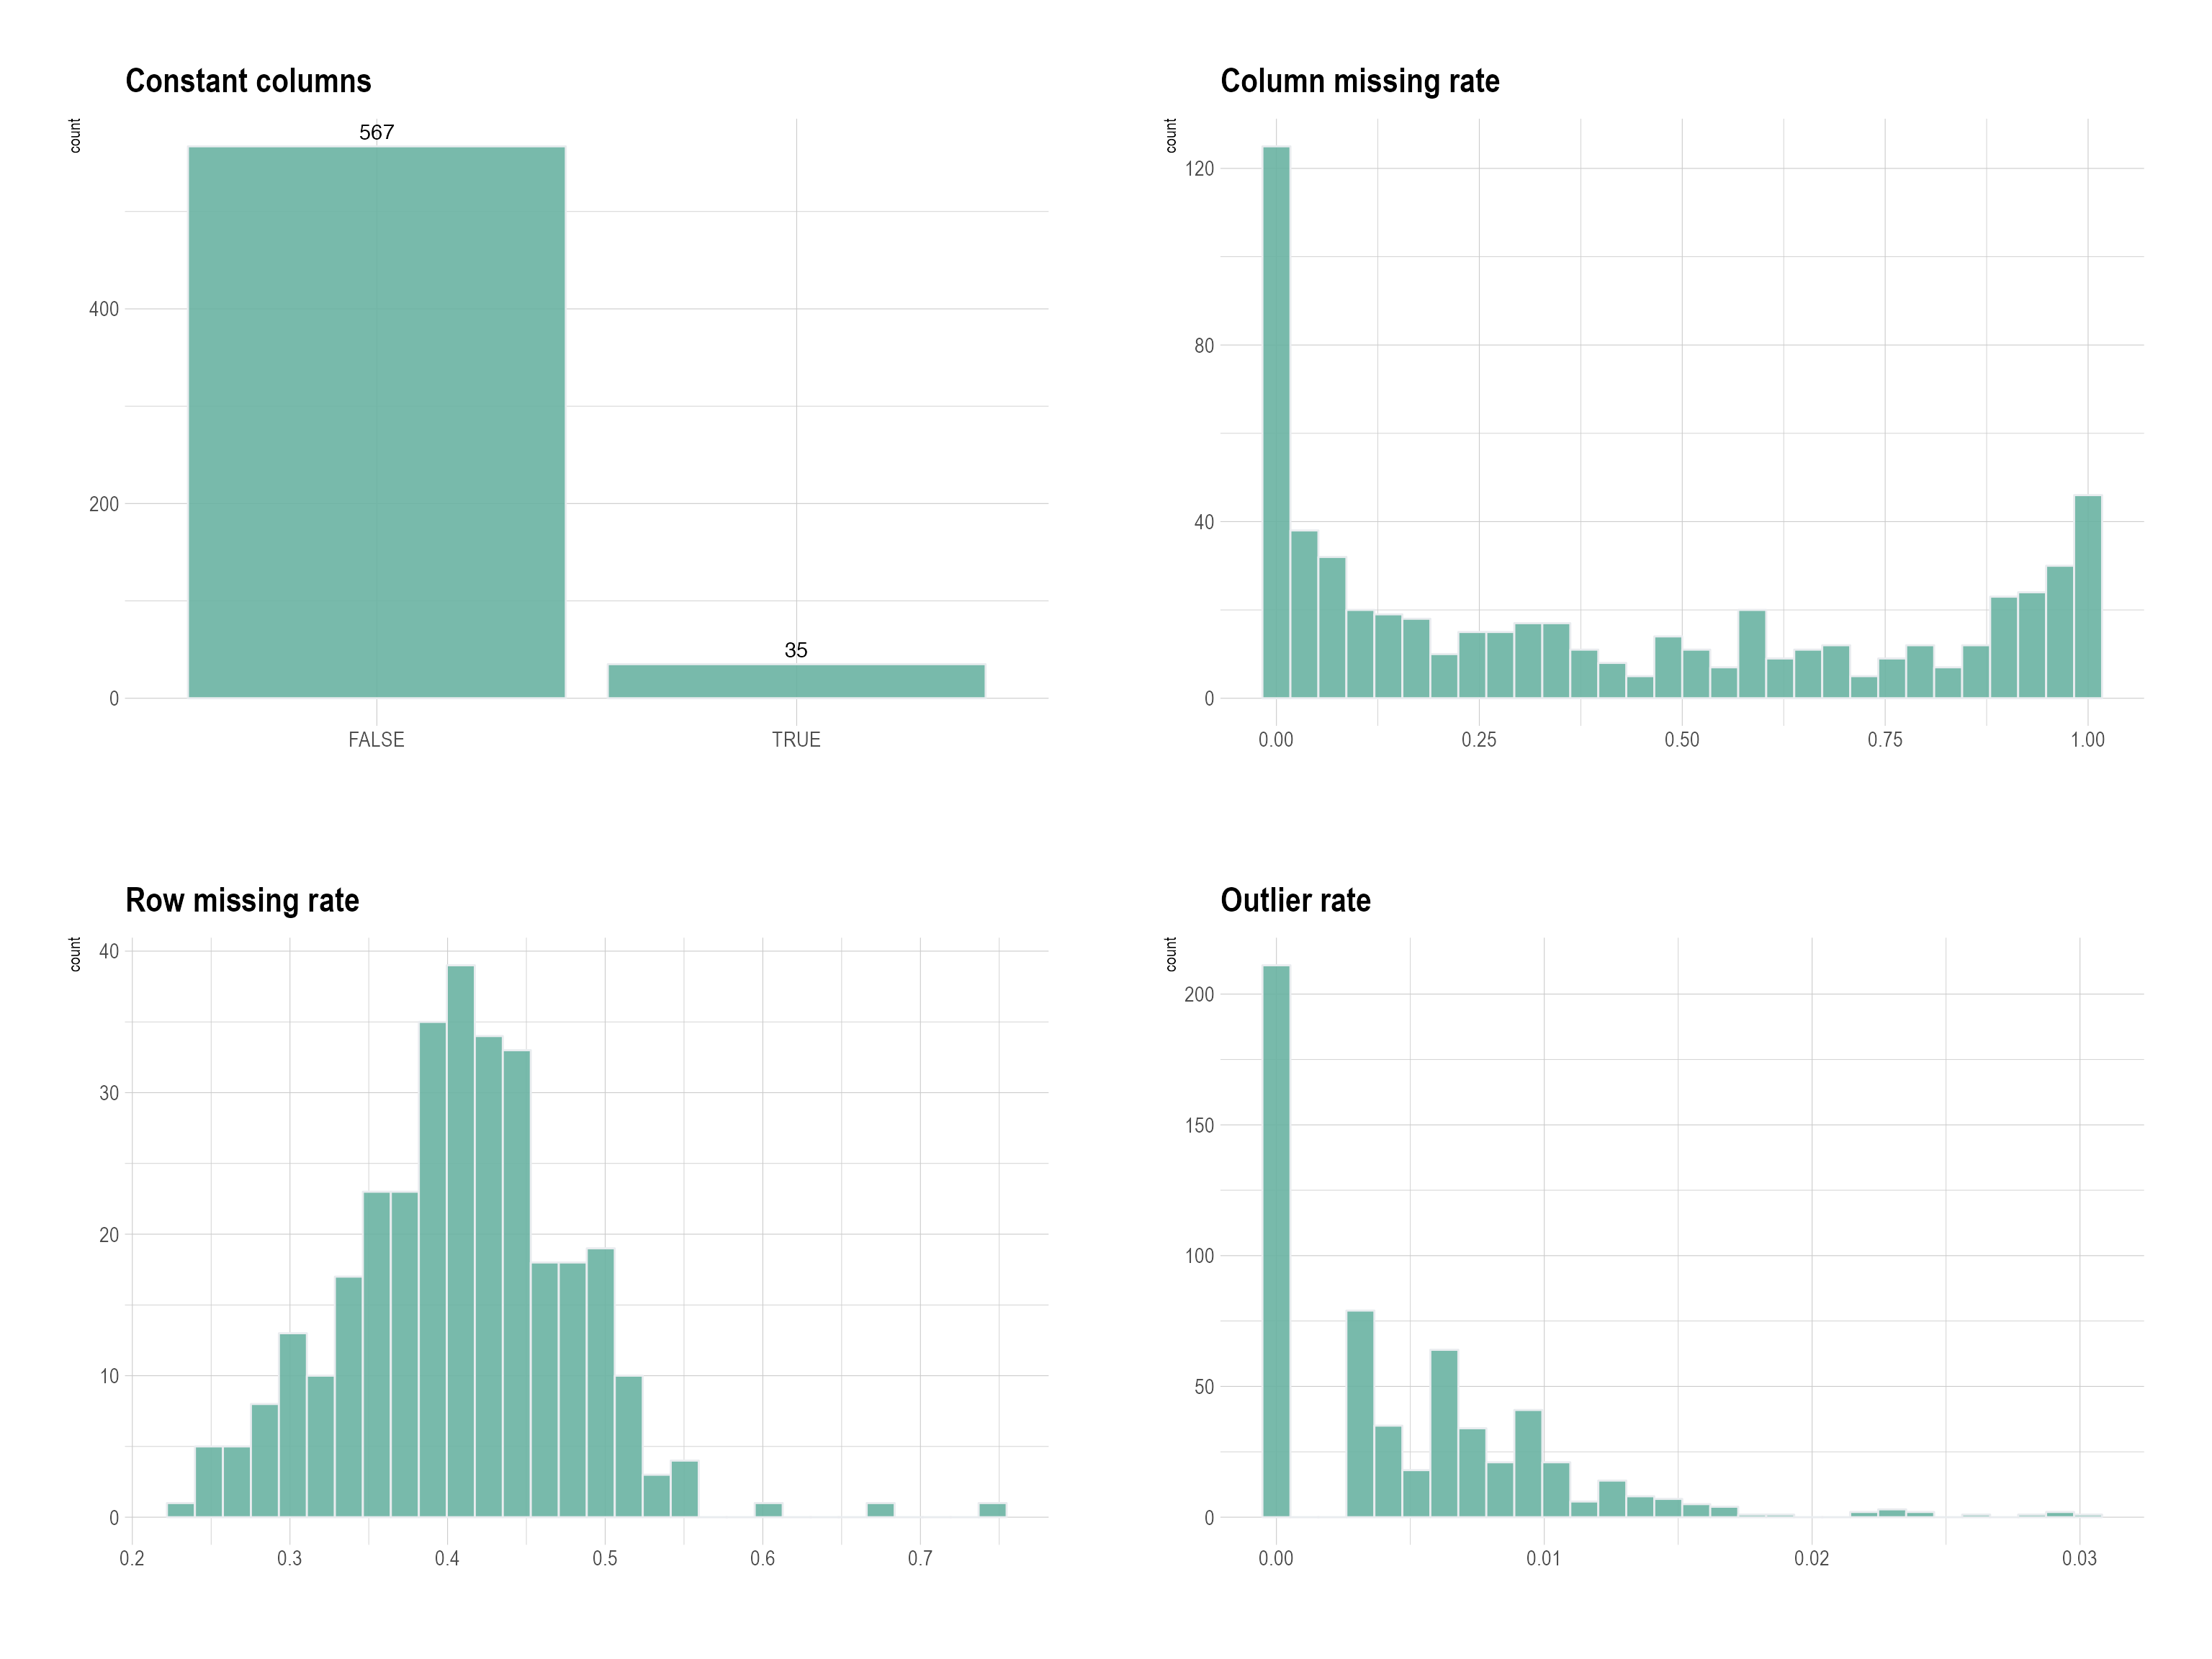 Constant columns
count
567
35
400
200
0
FALSE TRUE
Column missing rate
count
120
80
40
0
0.00 0.25 0.50 0.75 1.00
Row missing rate
count
40
30
20
10
0
0.2 0.3 0.4 0.5 0.6 0.7
Outlier rate
count
200
150
100
50
0
0.00 0.01 0.02 0.03